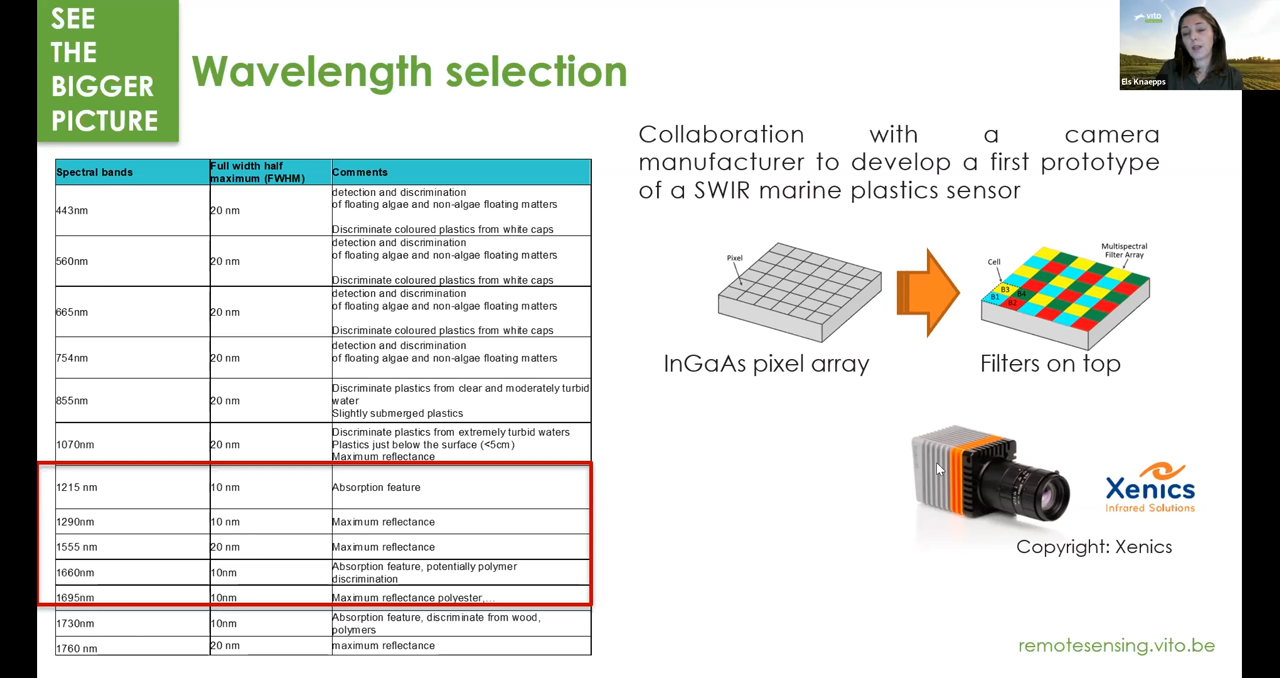 SEE
THE
BIGGER
PICTURE
Wavelength selection
vito
Els Knaepps
Spectral bands Full width half maximum (FWHM) Comments
443nm 20 nm detection and discrimination
of floating algae and non-algae floating matters
Discriminate coloured plastics from white caps
560nm 20 nm detection and discrimination
of floating algae and non-algae floating matters
Discriminate coloured plastics from white caps
665nm 20 nm detection and discrimination
of floating algae and non-algae floating matters
Discriminate coloured plastics from white caps
754nm 20 nm detection and discrimination
of floating algae and non-algae floating matters
855nm 20 nm Discriminate plastics from clear and moderately turbid
water
Slightly submerged plastics
1070nm 20 nm Discriminate plastics from extremely turbid waters
Plastics just below the surface (<5cm)
Maximum reflectance
1215 nm 10 nm Absorption feature
1290nm 10 nm Maximum reflectance
1555 nm 20 nm Maximum reflectance
1660nm 10nm Absorption feature, potentially polymer
discrimination
1695nm 10nm Maximum reflectance polyester,...
1730nm 10nm Absorption feature, discriminate from wood,
polymers
1760 nm 20 nm maximum reflectance
Collaboration with a camera
manufacturer to develop a first prototype
of a SWIR marine plastics sensor
Pixel
InGaAs pixel array
Multispectral
Filter Array
Cell
B3
B4
B1
B2
Filters on top
Xenics
Infrared Solutions
Copyright: Xenics
remotesensing.vito.be